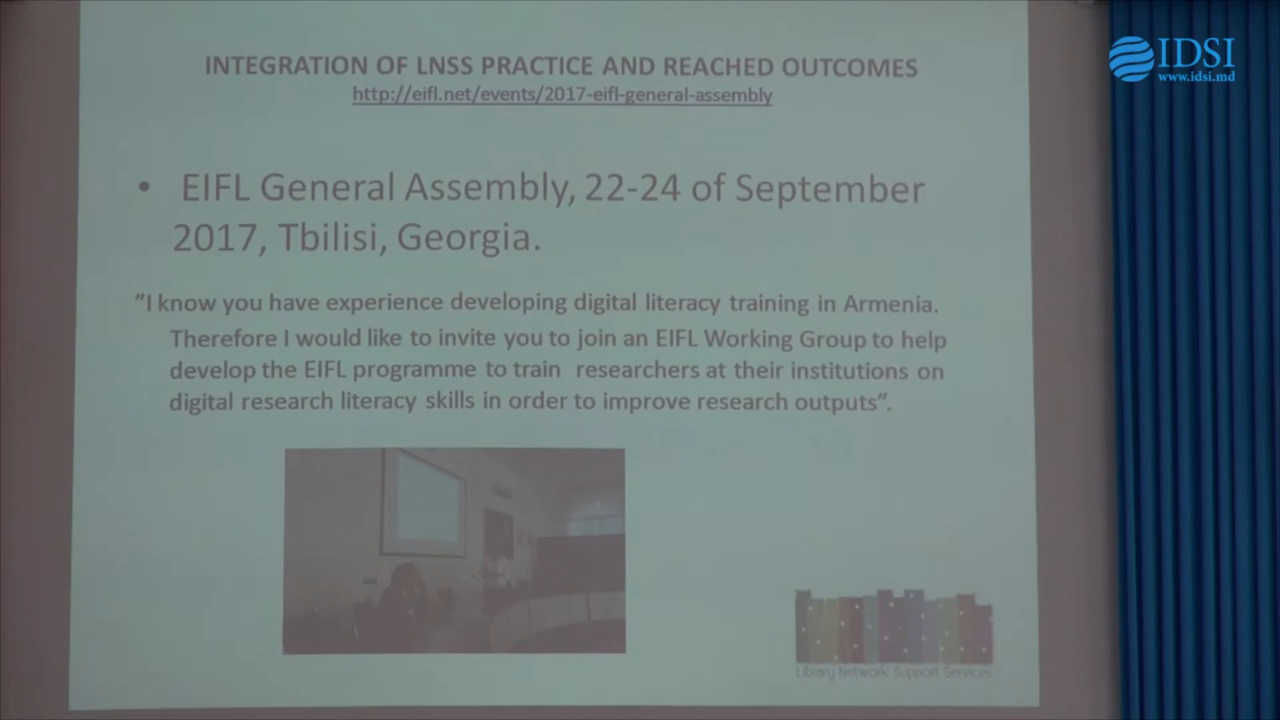 INTEGRATION OF LNSS PRACTICE AND REACHED OUTCOMES
http://eifl.net/events/2017-eifl-general-assembly
• EIFL General Assembly, 22-24 of September
2017, Tbilisi, Georgia.
”I know you have experience developing digital literacy training in Armenia.
Therefore I would like to invite you to join an EIFL Working Group to help
develop the EIFL programme to train researchers at their institutions on
digital research literacy skills in order to improve research outputs”.
Library Network Support Services
IDSI
www.idsi.md